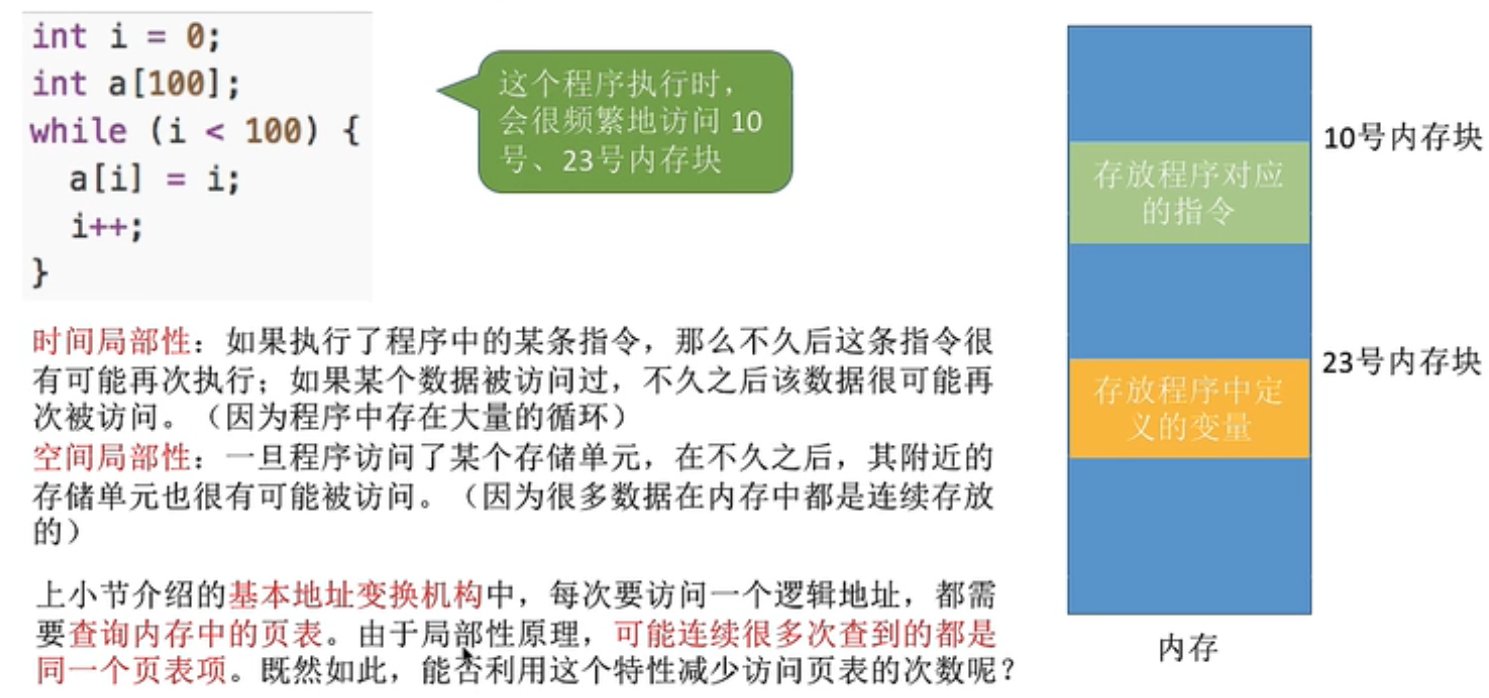 int i = 0;
int a[100];
while (i < 100) {
a[i] = i;
i++;
}
这个程序执行时，
会很频繁地访问 10
号、23号内存块
10号内存块
存放程序对应
的指令
23号内存块
存放程序中定
义的变量
内存
时间局部性：如果执行了程序中的某条指令，那么不久后这条指令很
有可能再次执行；如果某个数据被访问过，不久之后该数据很可能再
次被访问。（因为程序中存在大量的循环）
空间局部性：一旦程序访问了某个存储单元，在不久之后，其附近的
存储单元也很有可能被访问。（因为很多数据在内存中都是连续存放
的）
上小节介绍的基本地址变换机构中，每次要访问一个逻辑地址，都需
要查询内存中的页表。由于局部性原理，可能连续很多次查到的都是
同一个页表项。既然如此，能否利用这个特性减少访问页表的次数呢？